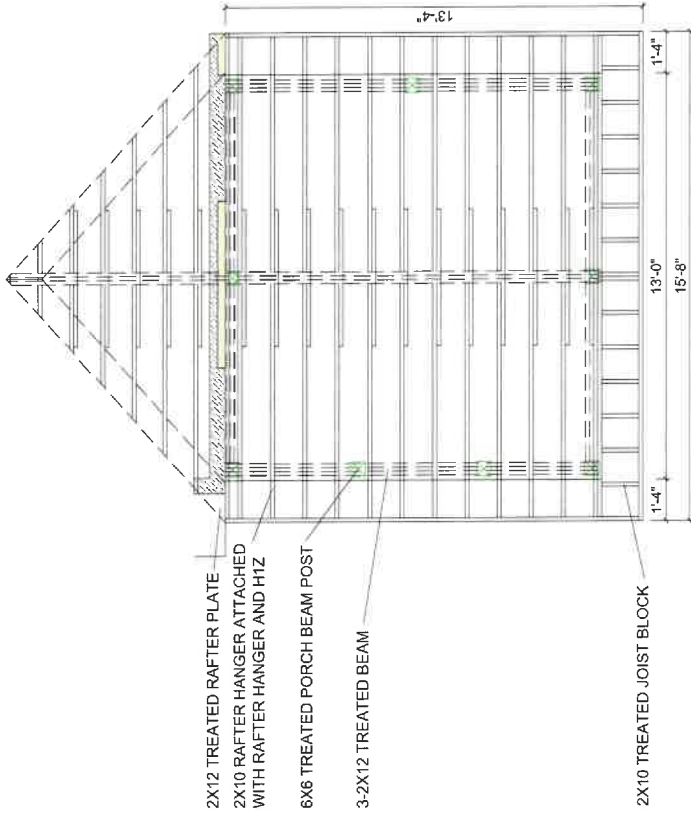 13'-4"
2X12 TREATED RAFTER PLATE
2X10 RAFTER HANGER ATTACHED
WITH RAFTER HANGER AND H1Z
6X6 TREATED PORCH BEAM POST
3-2X12 TREATED BEAM
2X10 TREATED JOIST BLOCK
1'-4"
13'-0"
1'-4"
15'-8"